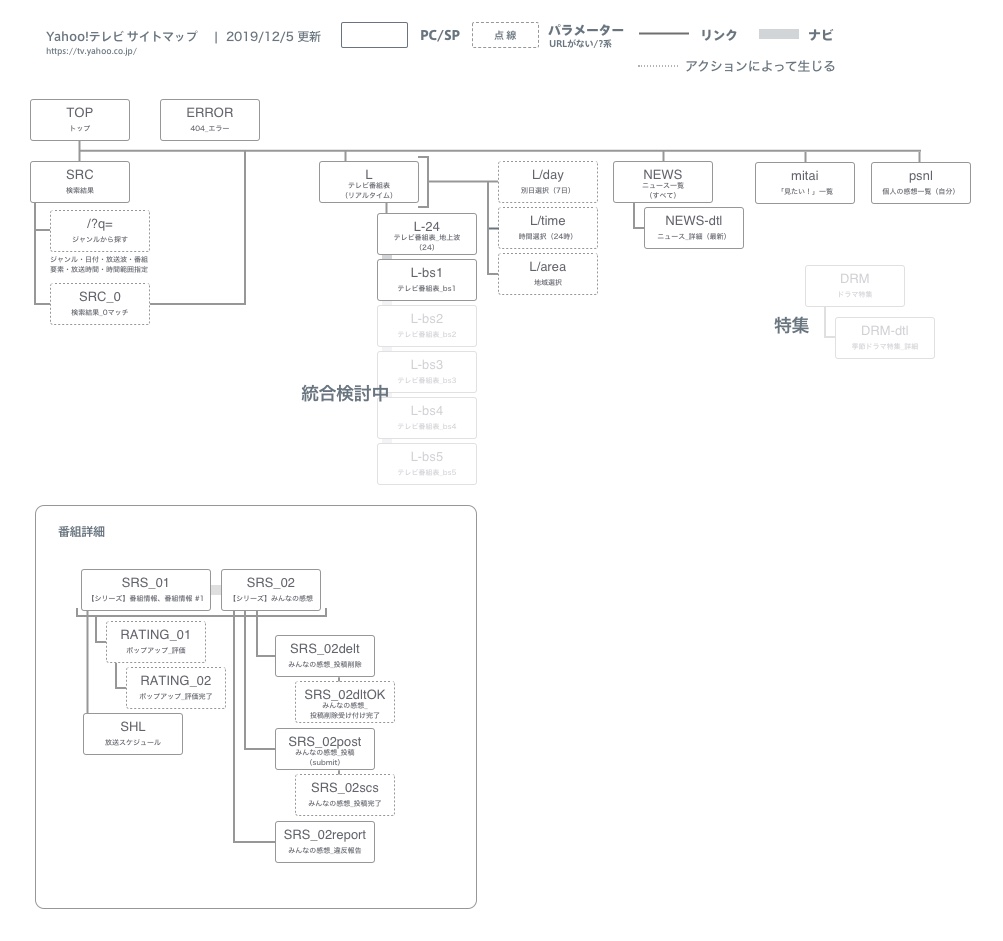 Yahoo!テレビ サイトマップ | 2019/12/5 更新
https://tv.yahoo.co.jp/
PC/SP
点線
パラメーター
URLがない/?系
リンク
ナビ
アクションによって生じる
TOP
トップ
ERROR
404_エラー
SRC
検索結果
/?q=
ジャンルから探す
ジャンル・日付・放送波・番組
要素・放送時間・時間範囲指定
SRC_0
検索結果_0マッチ
L
テレビ番組表
（リアルタイム）
L-24
テレビ番組表_地上波
（24）
L-bs1
テレビ番組表_bs1
L-bs2
テレビ番組表_bs2
L-bs3
テレビ番組表_bs3
統合検討中
L-bs4
テレビ番組表_bs4
L-bs5
テレビ番組表_bs5
L/day
別日選択（7日）
L/time
時間選択（24時）
L/area
地域選択
NEWS
ニュース一覧
（すべて）
NEWS-dtl
ニュース_詳細（最新）
mitai
「見たい！」一覧
psnl
個人の感想一覧（自分）
特集
DRM
ドラマ特集
DRM-dtl
季節ドラマ特集_詳細
番組詳細
SRS_01
【シリーズ】番組情報、番組情報 #1
SRS_02
【シリーズ】みんなの感想
RATING_01
ポップアップ_評価
RATING_02
ポップアップ_評価完了
SHL
放送スケジュール
SRS_02delt
みんなの感想_投稿削除
SRS_02dltOK
みんなの感想_
投稿削除受け付け完了
SRS_02post
みんなの感想_投稿
（submit）
SRS_02scs
みんなの感想_投稿完了
SRS_02report
みんなの感想_違反報告